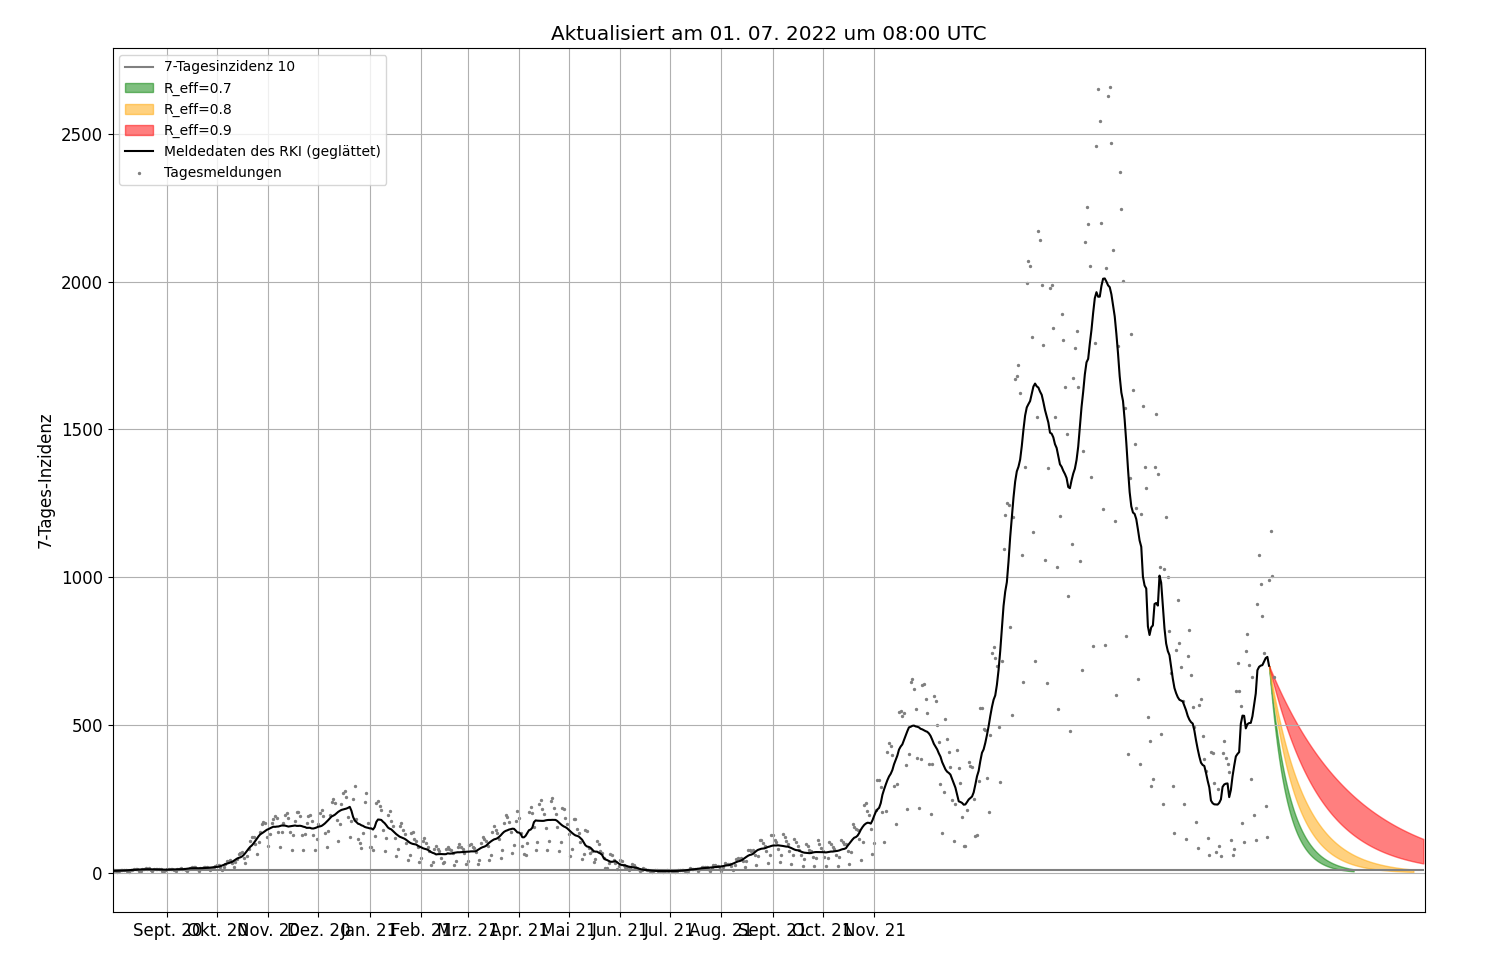 Aktualisiert am 01. 07. 2022 um 08:00 UTC
7-Tagesinzidenz 10
R_eff=0.7
R_eff=0.8
R_eff=0.9
Meldedaten des RKI (geglättet)
Tagesmeldungen
7-Tages-Inzidenz
2500
2000
1500
1000
500
0
Sept. 20 Okt. 20 Nov. 20 Dez. 20 Jan. 21 Feb. 21 Mrz. 21 Apr. 21 Mai 21 Jun. 21 Jul. 21 Aug. 21 Sept. 21 Oct. 21 Nov. 21